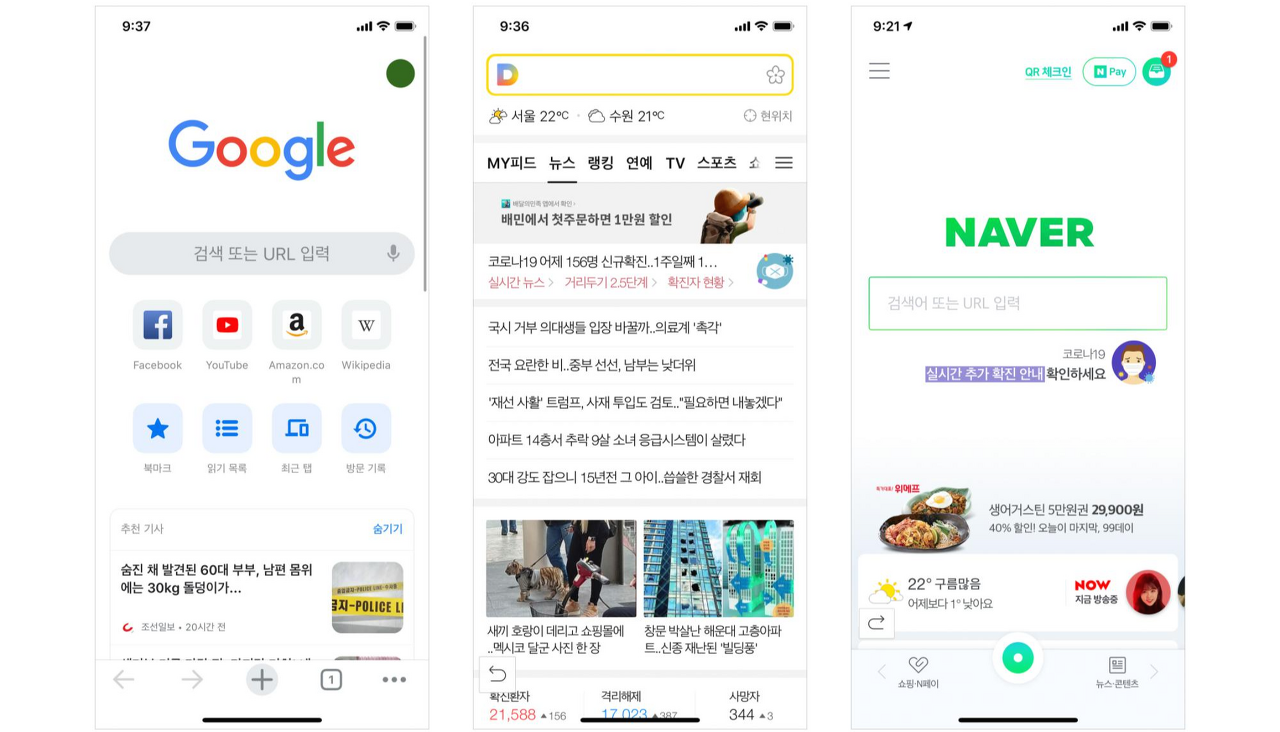 9:37
Google
검색 또는 URL 입력
Facebook
YouTube
Amazon.co
m
Wikipedia
북마크
읽기 목록
최근 탭
방문 기록
추천 기사
숨기기
숨진 채 발견된 60대 부부, 남편 몸위
에는 30kg 돌덩이가...
조선일보 • 20시간 전
1
9:36
서울 22ºC · 수원 21ºC
현위치
MY피드 뉴스 랭킹 연예 TV 스포츠
배달의민족 앱에서 확인 ›
배민에서 첫주문하면 1만원 할인
코로나19 어제 156명 신규확진..1주일째 1…
실시간 뉴스 > 거리두기 2.5단계 > 확진자 현황 >
국시 거부 의대생들 입장 바꿀까..의료계 '촉각'
전국 요란한 비..중부 선선, 남부는 낮더위
'재선 사활' 트럼프, 사재 투입도 검토.."필요하면 내놓겠다"
아파트 14층서 추락 9살 소녀 응급시스템이 살렸다
30대 강도 잡으니 15년전 그 아이..씁쓸한 경찰서 재회
새끼 호랑이 데리고 쇼핑몰에
..멕시코 달군 사진 한 장
창문 박살난 해운대 고층아파
트..신종 재난된 '빌딩풍'
확진환자
21,588 ▲156
격리해제
17,023 ▲387
사망자
344 ▲3
9:21
QR 체크인
N Pay
1
NAVER
검색어 또는 URL 입력
코로나19
실시간 추가 확진 안내 확인하세요
위메프
생어거스틴 5만원권 29,900원
40% 할인! 오늘이 마지막, 99데이
22° 구름많음
어제보다 1° 낮아요
NOW
지금 방송중
쇼핑·N페이
뉴스·콘텐츠